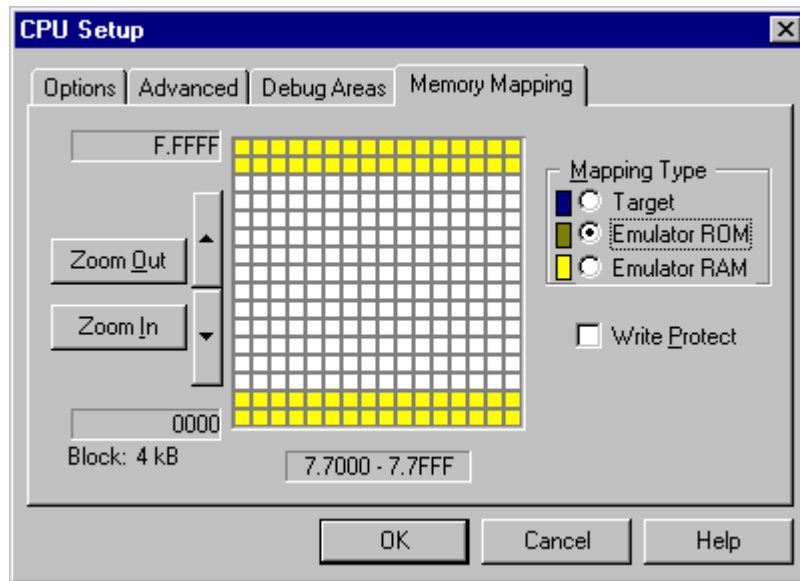 CPU Setup
Options Advanced Debug Areas Memory Mapping
F.FFFF
Mapping Type
Target
Emulator ROM
Emulator RAM
Zoom Out
Zoom In
Write Protect
0000
Block: 4 kB
7.7000 - 7.7FFF
OK Cancel Help